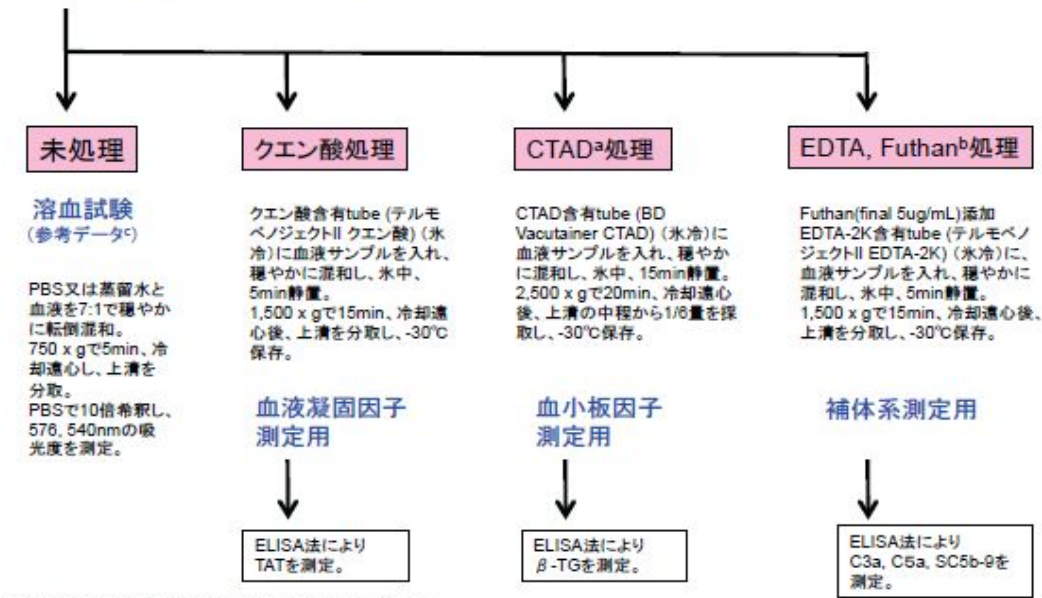 未処理
溶血試験
(参考データᶜ)
PBS又は蒸留水と
血液を7:1で穏やか
に転倒混和。
750 x gで5min、冷
却遠心し、上清を
分取。
PBSで10倍希釈し、
576, 540nmの吸
光度を測定。
クエン酸処理
クエン酸含有tube (テルモ
ベノジェクトII クエン酸) (氷
冷)に血液サンプルを入れ、
穏やかに混和し、氷中、
5min静置。
1,500 x gで15min、冷却遠
心後、上清を分取し、-30℃
保存。
血液凝固因子
測定用
ELISA法により
TATを測定。
CTADᵃ処理
CTAD含有tube (BD
Vacutainer CTAD) (氷冷)に
血液サンプルを入れ、穏やか
に混和し、氷中、15min静置。
2,500 x gで20min、冷却遠心
後、上清の中程から1/6量を採
取し、-30℃保存。
血小板因子
測定用
ELISA法により
β-TGを測定。
EDTA, Futhanᵇ処理
Futhan(final 5ug/mL)添加
EDTA-2K含有tube (テルモベノ
ジェクトII EDTA-2K) (氷冷)に、
血液サンプルを入れ、穏やかに
混和し、氷中、5min静置。
1,500 x gで15min、冷却遠心後、
上清を分取し、-30℃保存。
補体系測定用
ELISA法により
C3a, C5a, SC5b-9を
測定。